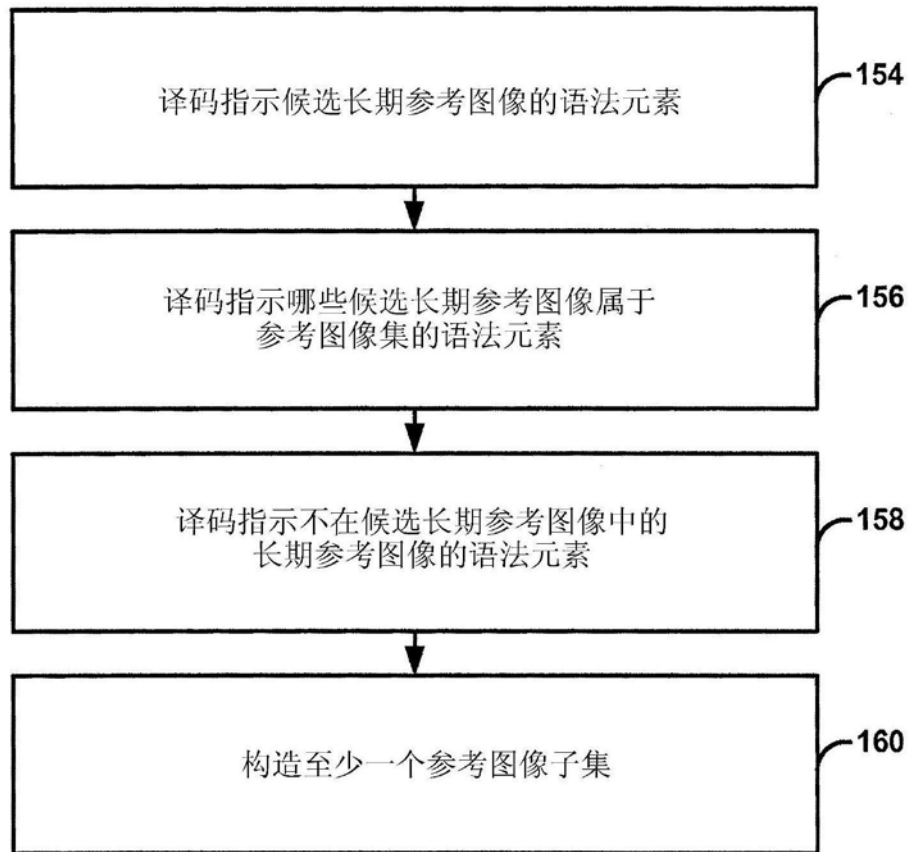 译码指示候选长期参考图像的语法元素
154
译码指示哪些候选长期参考图像属于
参考图像集的语法元素
156
译码指示不在候选长期参考图像中的
长期参考图像的语法元素
158
构造至少一个参考图像子集
160